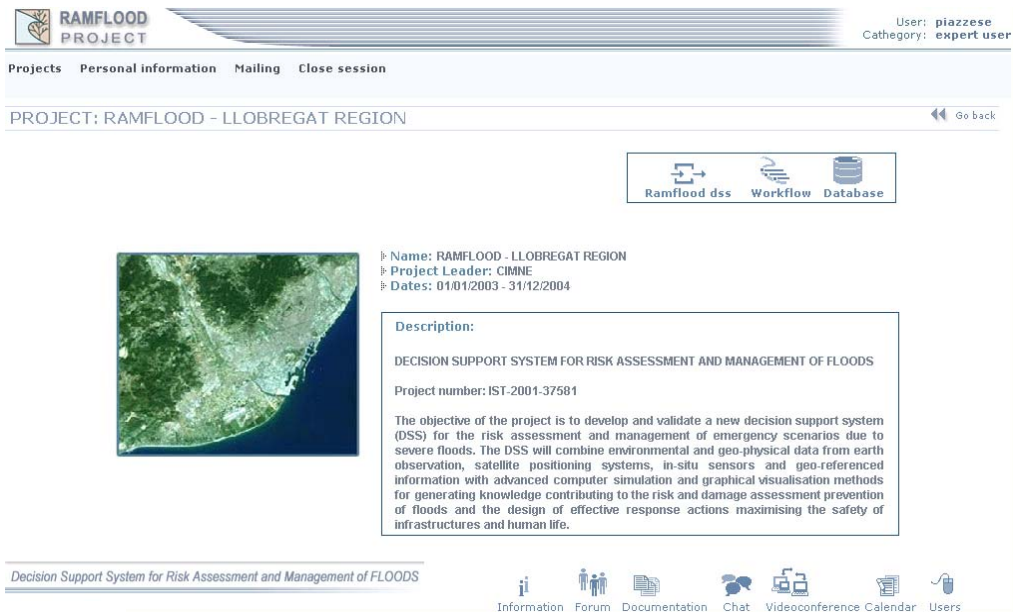 RAMFLOOD
PROJECT
User: piazzese
Cathegory: expert user
Projects Personal information Mailing Close session
PROJECT: RAMFLOOD - LLOBREGAT REGION
Go back
Ramflood dss Workflow Database
Name: RAMFLOOD - LLOBREGAT REGION
Project Leader: CIMNE
Dates: 01/01/2003 - 31/12/2004
Description:
DECISION SUPPORT SYSTEM FOR RISK ASSESSMENT AND MANAGEMENT OF FLOODS
Project number: IST-2001-37581
The objective of the project is to develop and validate a new decision support system
(DSS) for the risk assessment and management of emergency scenarios due to
severe floods. The DSS will combine environmental and geo-physical data from earth
observation, satellite positioning systems, in-situ sensors and geo-referenced
information with advanced computer simulation and graphical visualisation methods
for generating knowledge contributing to the risk and damage assessment prevention
of floods and the design of effective response actions maximising the safety of
infrastructures and human life.
Decision Support System for Risk Assessment and Management of FLOODS
Information Forum Documentation Chat Videoconference Calendar Users